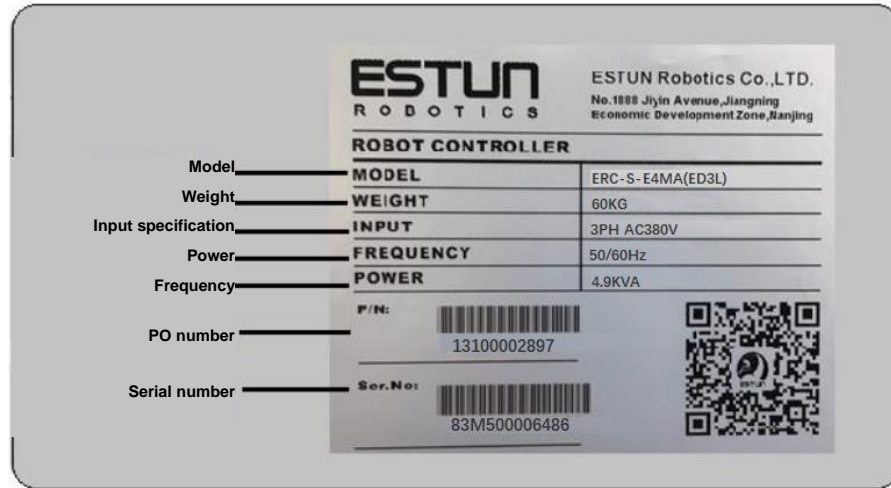 ESTUN
ROBOTICS
ESTUN Robotics Co.,LTD.
No.1888 Jiyin Avenue,Jiangning
Economic Development Zone,Nanjing
ROBOT CONTROLLER
Model
MODEL ERC-S-E4MA(ED3L)
Weight
WEIGHT 60KG
Input specification
INPUT 3PH AC380V
Power
FREQUENCY 50/60Hz
Frequency
POWER 4.9KVA
PO number
P/N:
13100002897
Serial number
Ser.No:
83M500006486
ESTUN